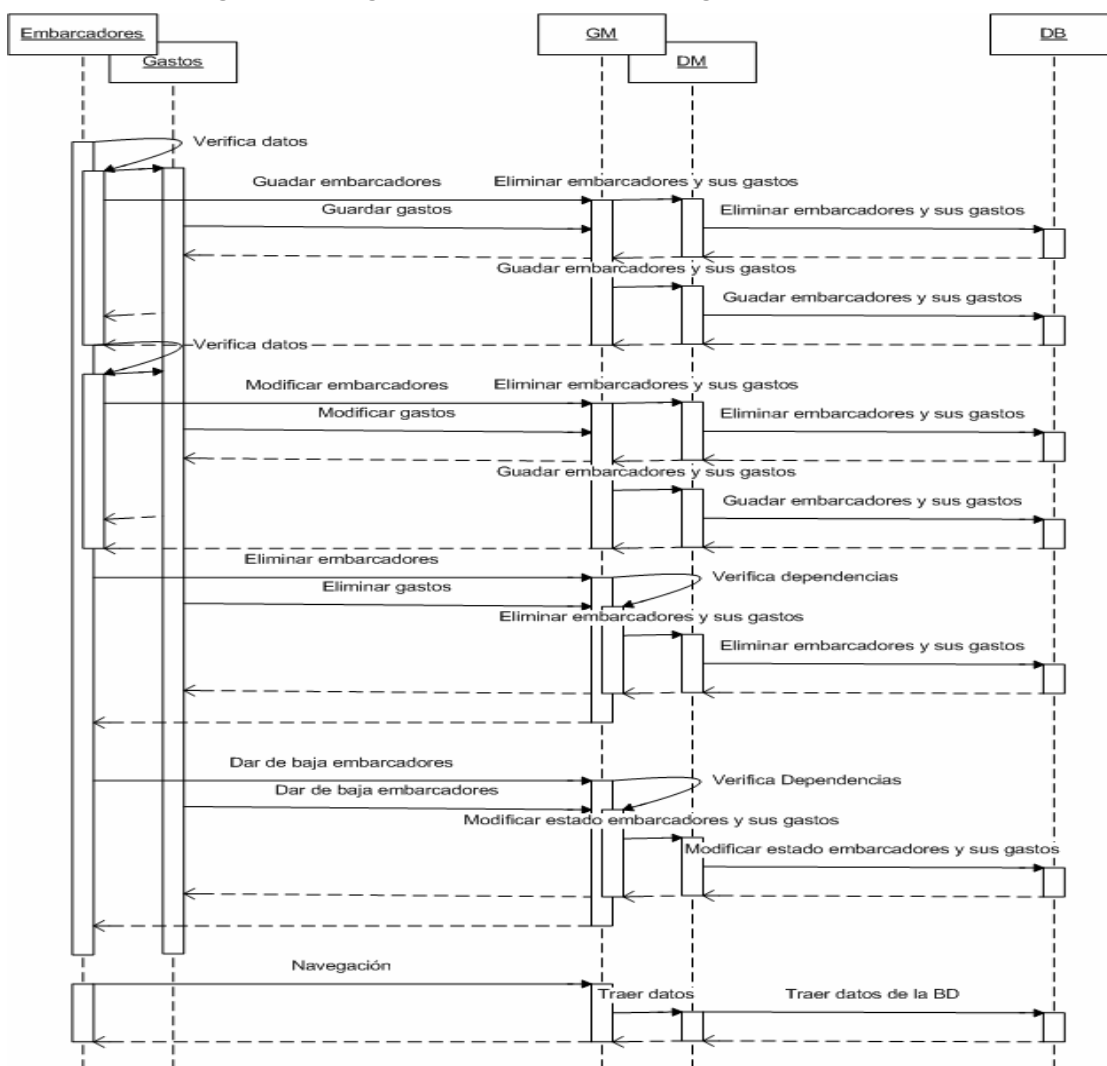 Embarcadores
GM
DB
Gastos
DM
Verifica datos
Guadar embarcadores
Eliminar embarcadores y sus gastos
Guardar gastos
Eliminar embarcadores y sus gastos
Guadar embarcadores y sus gastos
Guadar embarcadores y sus gastos
Verifica datos
Modificar embarcadores
Eliminar embarcadores y sus gastos
Modificar gastos
Eliminar embarcadores y sus gastos
Guadar embarcadores y sus gastos
Guadar embarcadores y sus gastos
Eliminar embarcadores
Verifica dependencias
Eliminar gastos
Eliminar embarcadores y sus gastos
Eliminar embarcadores y sus gastos
Dar de baja embarcadores
Verifica Dependencias
Dar de baja embarcadores
Modificar estado embarcadores y sus gastos
Modificar estado embarcadores y sus gastos
Navegación
Traer datos
Traer datos de la BD